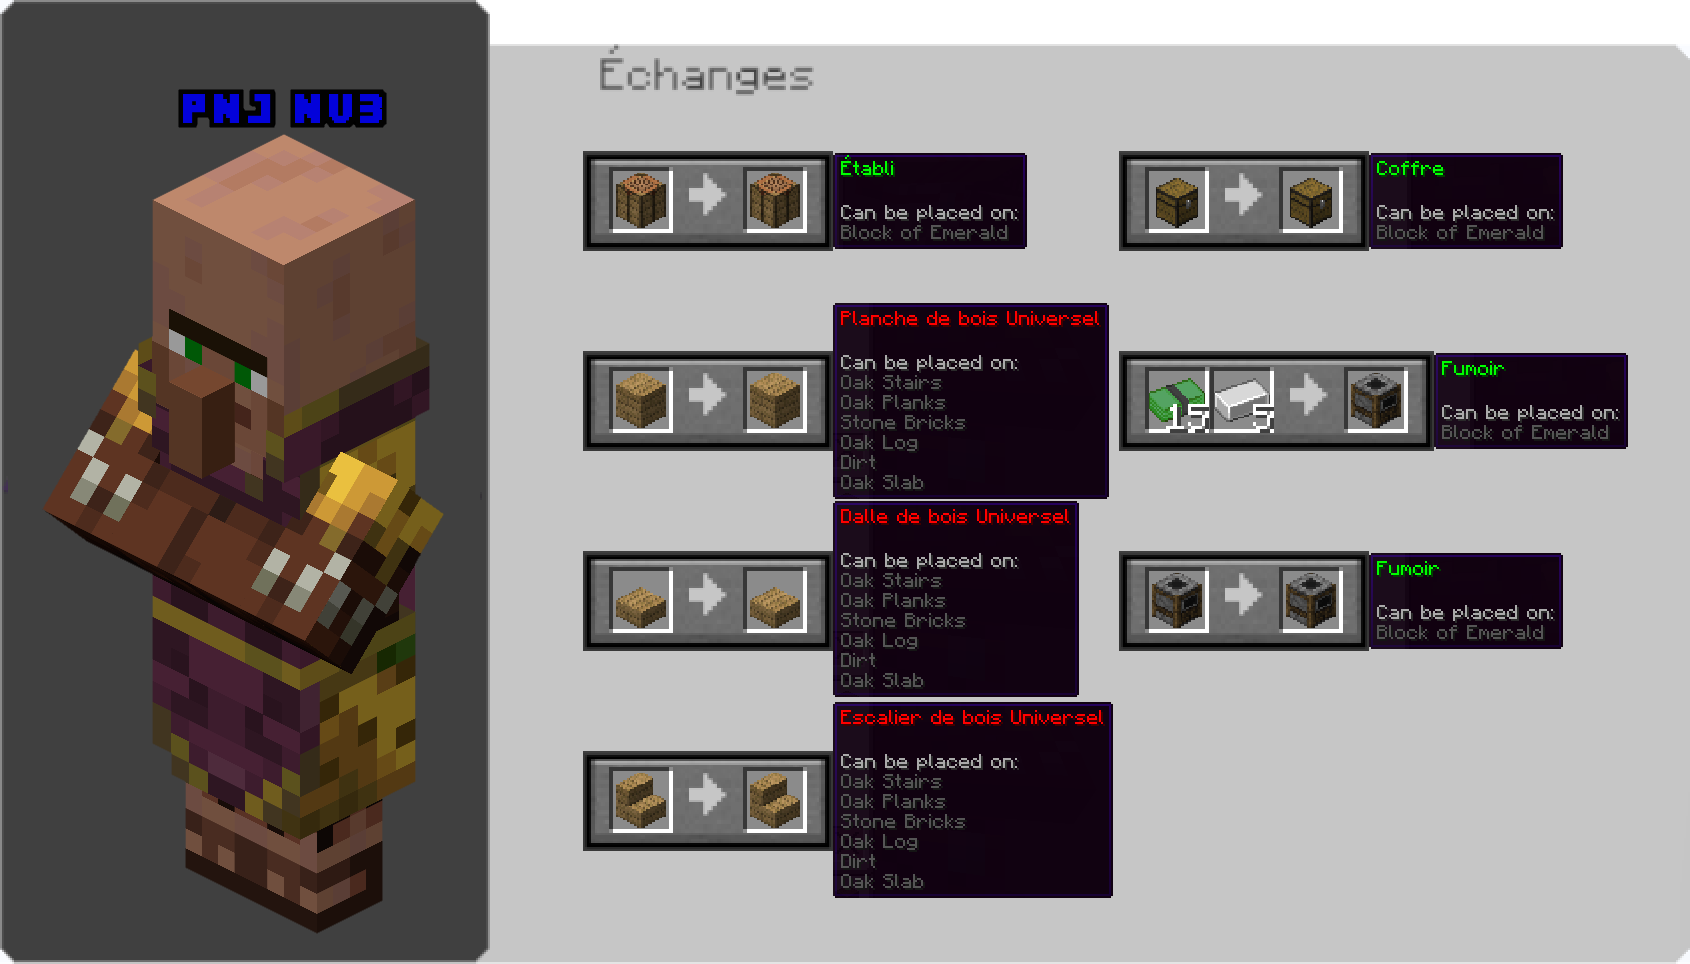 PNJ NV3
Échanges
Établi
Can be placed on:
Block of Emerald
Coffre
Can be placed on:
Block of Emerald
Planche de bois Universel
Can be placed on:
Oak Stairs
Oak Planks
Stone Bricks
Oak Log
Dirt
Oak Slab
15
5
Fumoir
Can be placed on:
Block of Emerald
Dalle de bois Universel
Can be placed on:
Oak Stairs
Oak Planks
Stone Bricks
Oak Log
Dirt
Oak Slab
Fumoir
Can be placed on:
Block of Emerald
Escalier de bois Universel
Can be placed on:
Oak Stairs
Oak Planks
Stone Bricks
Oak Log
Dirt
Oak Slab